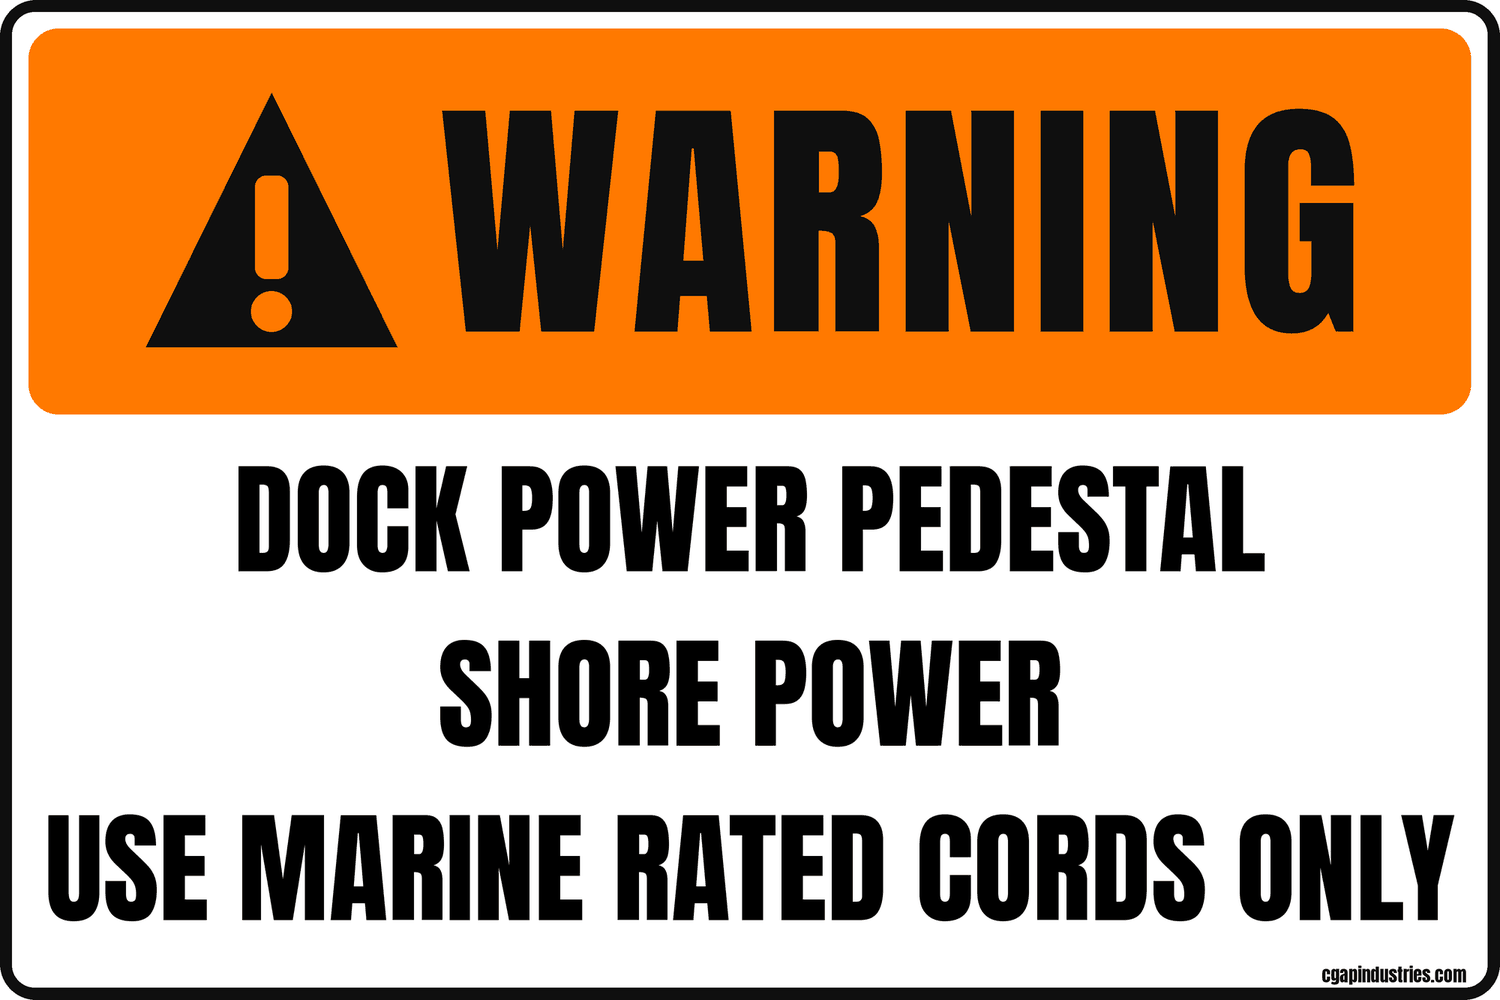 WARNING
DOCK POWER PEDESTAL
SHORE POWER
USE MARINE RATED CORDS ONLY
cgapindustries.com